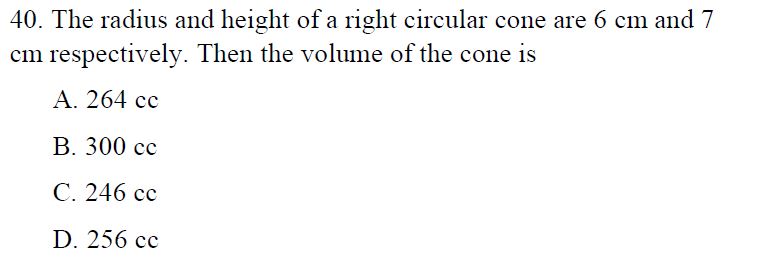 40. The radius and height of a right circular cone are 6 cm and 7
cm respectively. Then the volume of the cone is
A. 264 cc
B. 300 cc
C. 246 cc
D. 256 cc